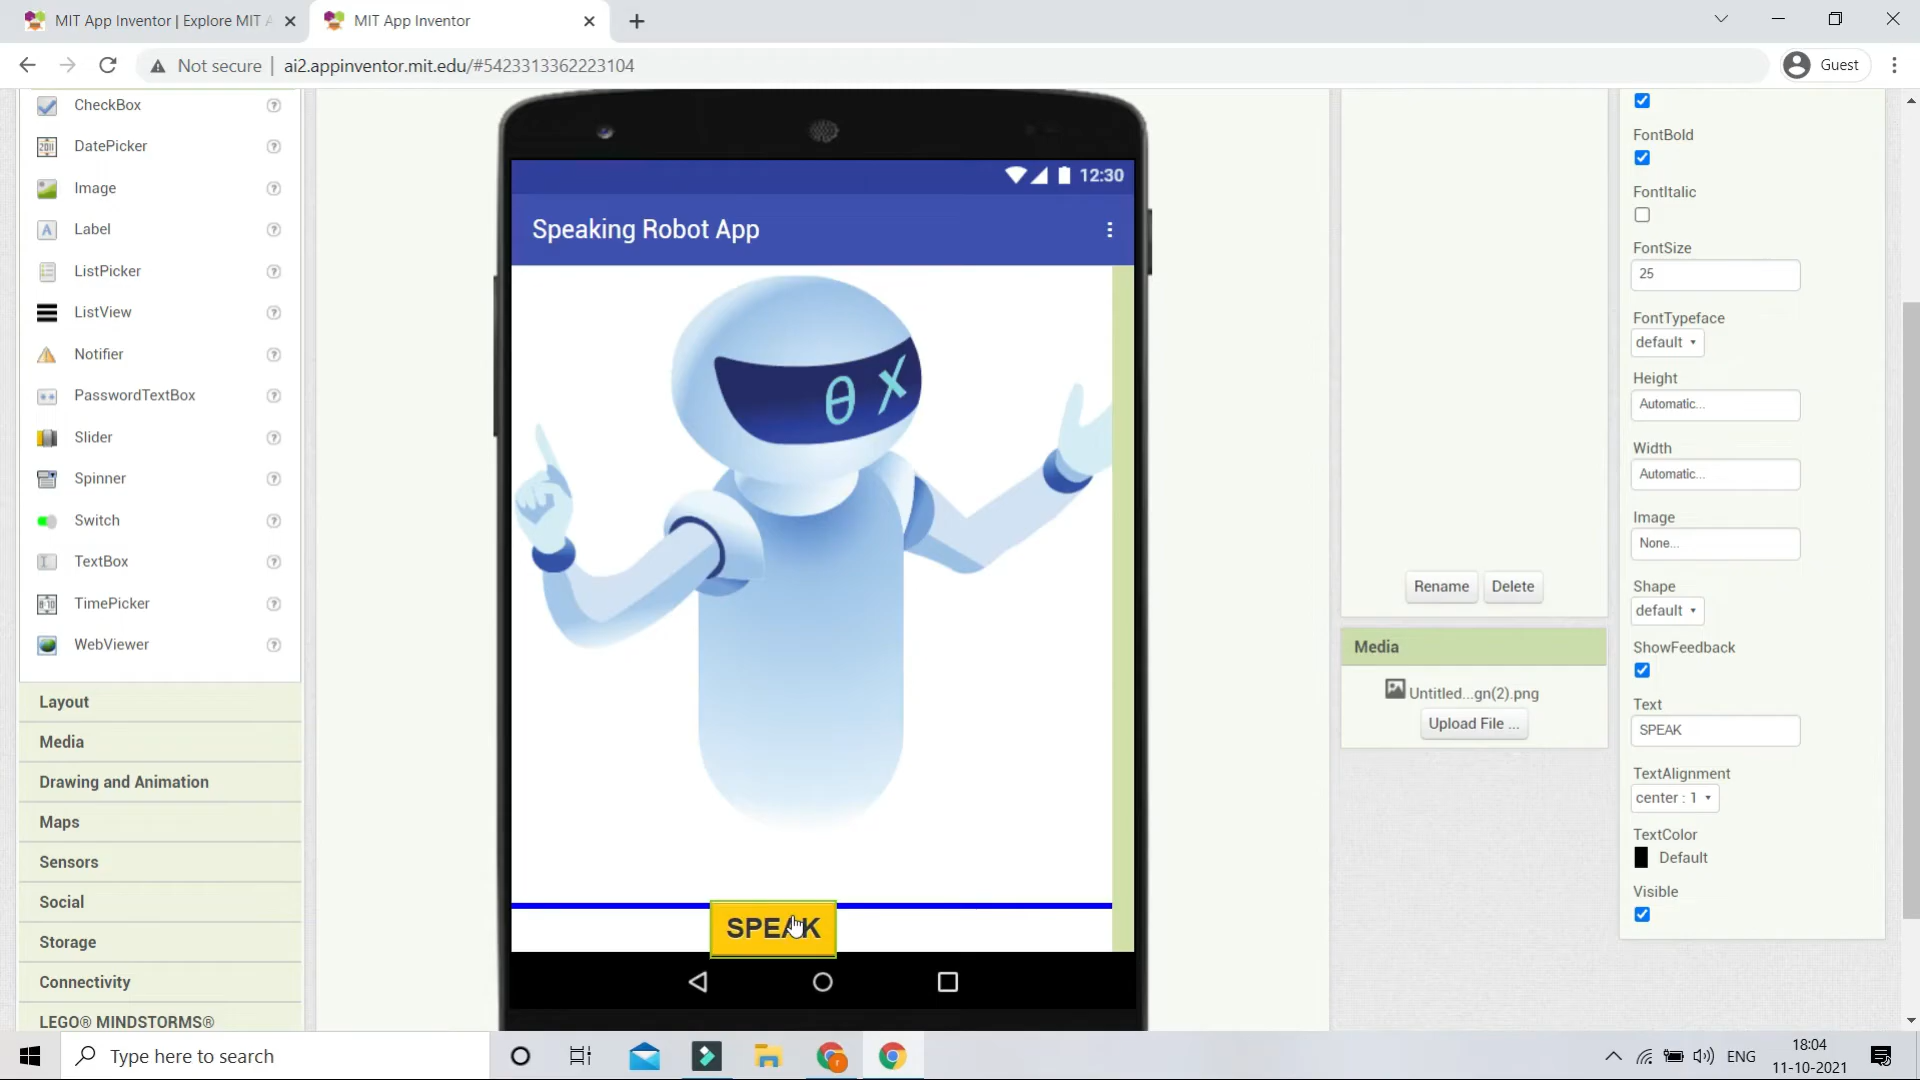 MIT App Inventor | Explore MIT A
MIT App Inventor
Not secure
ai2.appinventor.mit.edu/#5423313362223104
Guest
CheckBox
DatePicker
Image
Label
ListPicker
ListView
Notifier
PasswordTextBox
Slider
Spinner
Switch
TextBox
TimePicker
WebViewer
Layout
Media
Drawing and Animation
Maps
Sensors
Social
Storage
Connectivity
LEGO® MINDSTORMS®
12:30
Speaking Robot App
θ X
SPEAK
Rename
Delete
Media
Untitled...gn(2).png
Upload File ...
FontBold
FontItalic
FontSize
25
FontTypeface
default
Height
Automatic...
Width
Automatic...
Image
None...
Shape
default
ShowFeedback
Text
SPEAK
TextAlignment
center : 1
TextColor
Default
Visible
Type here to search
ENG
18:04
11-10-2021